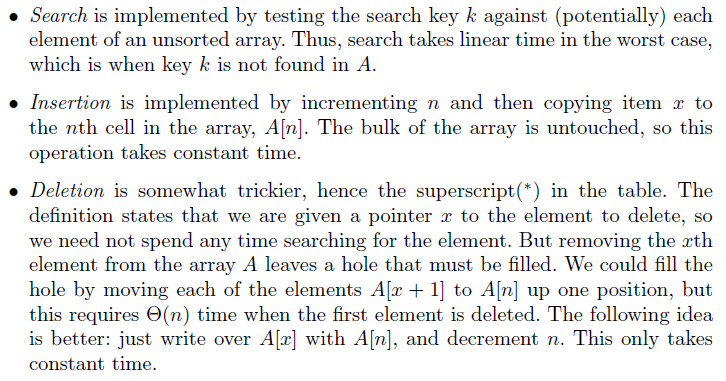 • Search is implemented by testing the search key k against (potentially) each
element of an unsorted array. Thus, search takes linear time in the worst case,
which is when key k is not found in A.
• Insertion is implemented by incrementing n and then copying item x to
the nth cell in the array, A[n]. The bulk of the array is untouched, so this
operation takes constant time.
• Deletion is somewhat trickier, hence the superscript(*) in the table. The
definition states that we are given a pointer x to the element to delete, so
we need not spend any time searching for the element. But removing the xth
element from the array A leaves a hole that must be filled. We could fill the
hole by moving each of the elements A[x + 1] to A[n] up one position, but
this requires Θ(n) time when the first element is deleted. The following idea
is better: just write over A[x] with A[n], and decrement n. This only takes
constant time.